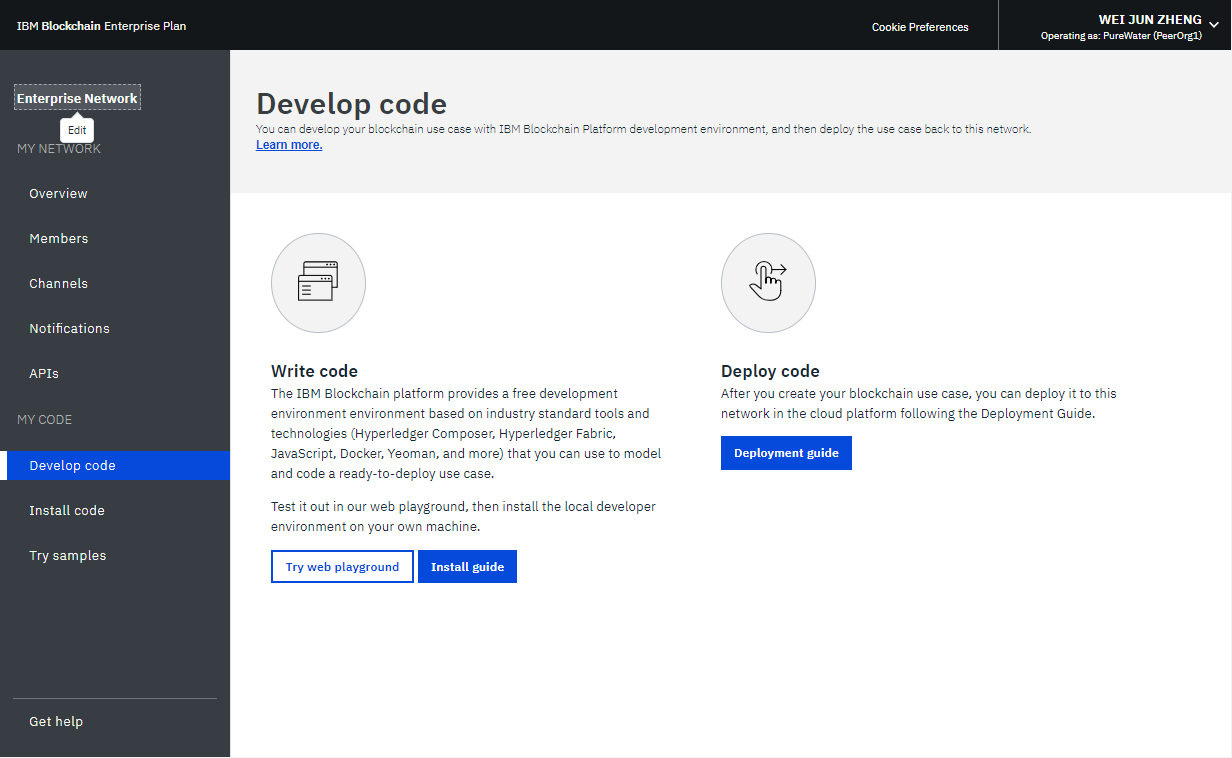 IBM Blockchain Enterprise Plan
Cookie Preferences
WEI JUN ZHENG
Operating as: PureWater (PeerOrg1)
Enterprise Network
Edit
MY NETWORK
Overview
Members
Channels
Notifications
APIs
MY CODE
Develop code
Install code
Try samples
Get help
Develop code
You can develop your blockchain use case with IBM Blockchain Platform development environment, and then deploy the use case back to this network.
Learn more.
Write code
The IBM Blockchain platform provides a free development
environment environment based on industry standard tools and
technologies (Hyperledger Composer, Hyperledger Fabric,
JavaScript, Docker, Yeoman, and more) that you can use to model
and code a ready-to-deploy use case.
Test it out in our web playground, then install the local developer
environment on your own machine.
Try web playground
Install guide
Deploy code
After you create your blockchain use case, you can deploy it to this
network in the cloud platform following the Deployment Guide.
Deployment guide